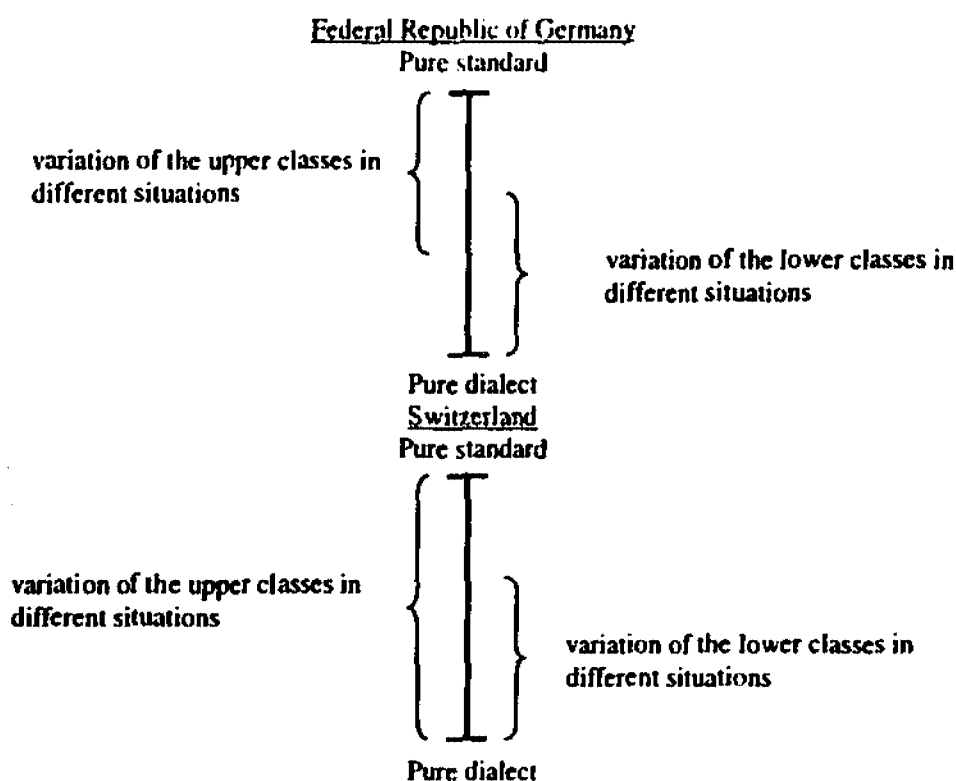 Federal Republic of Germany
Pure standard
variation of the upper classes in
different situations
variation of the lower classes in
different situations
Pure dialect
Switzerland
Pure standard
variation of the upper classes in
different situations
variation of the lower classes in
different situations
Pure dialect